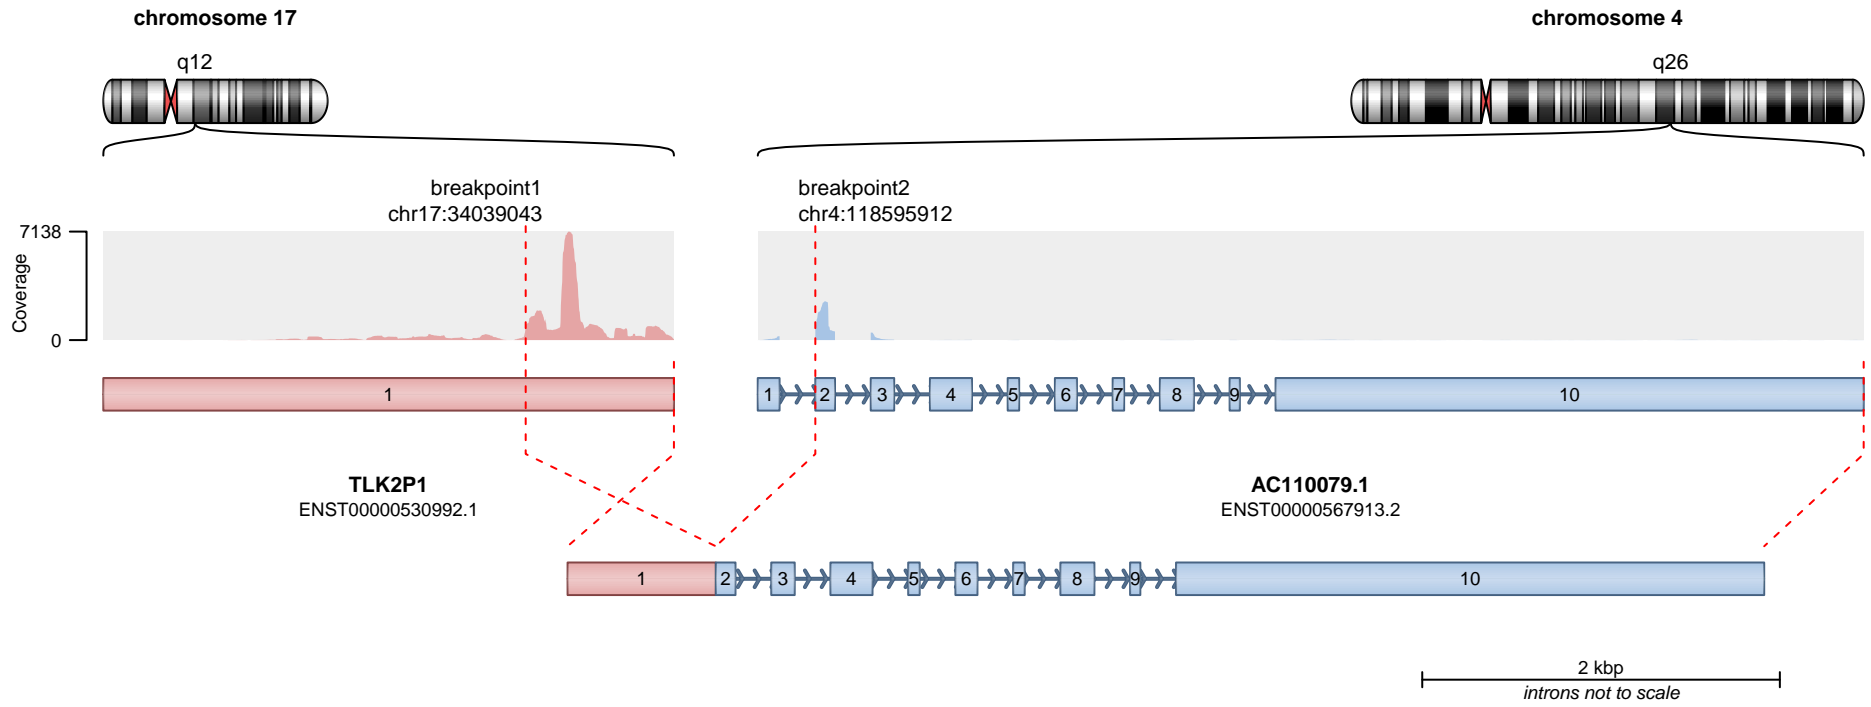 chromosome 17
chromosome 4
q12
q26
breakpoint1
chr17:34039043
breakpoint2
chr4:118595912
7138
0
Coverage
1
1 2 3 4 5 6 7 8 9 10
TLK2P1
ENST00000530992.1
AC110079.1
ENST00000567913.2
1 2 3 4 5 6 7 8 9 10
2 kbp
introns not to scale